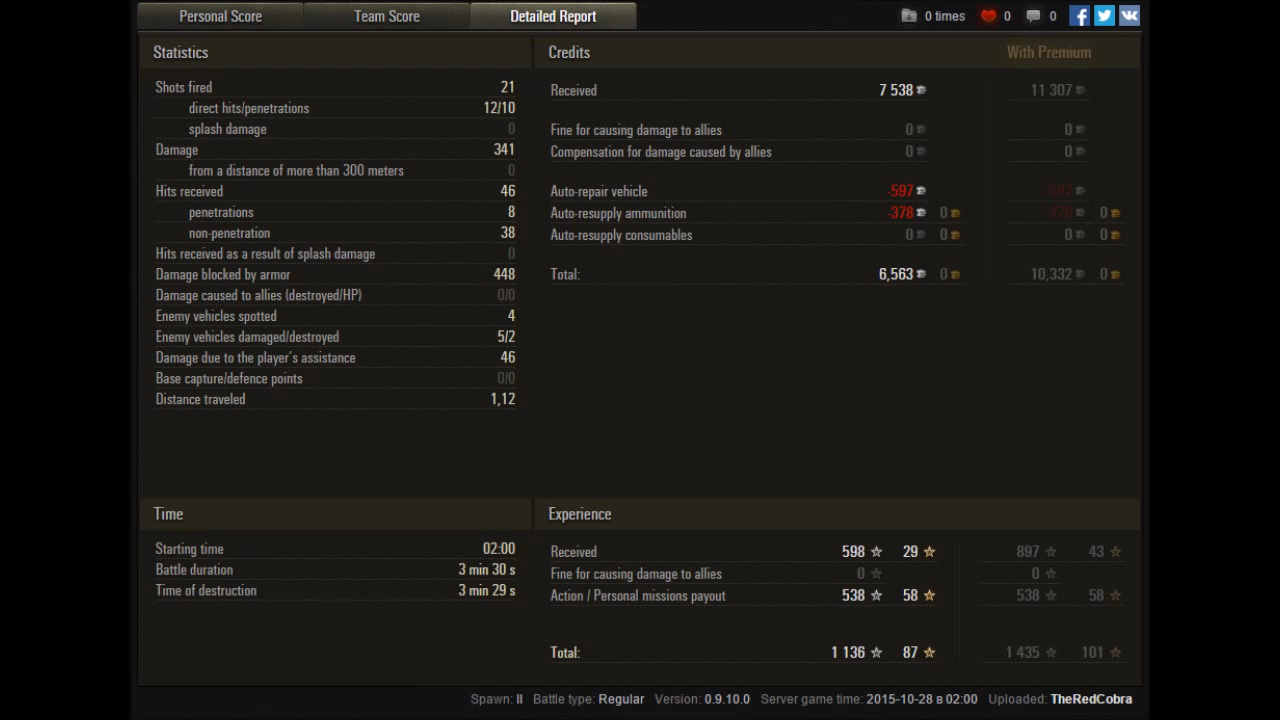 Personal Score Team Score Detailed Report 0 times 0 0
Statistics
Shots fired 21
direct hits/penetrations 12/10
splash damage 0
Damage 341
from a distance of more than 300 meters 0
Hits received 46
penetrations 8
non-penetration 38
Hits received as a result of splash damage 0
Damage blocked by armor 448
Damage caused to allies (destroyed/HP) 0/0
Enemy vehicles spotted 4
Enemy vehicles damaged/destroyed 5/2
Damage due to the player's assistance 46
Base capture/defence points 0/0
Distance traveled 1,12
Credits With Premium
Received 7 538 11 307
Fine for causing damage to allies 0 0
Compensation for damage caused by allies 0 0
Auto-repair vehicle -597 -597
Auto-resupply ammunition -378 0 -378 0
Auto-resupply consumables 0 0 0 0
Total: 6,563 0 10,332 0
Time
Starting time 02:00
Battle duration 3 min 30 s
Time of destruction 3 min 29 s
Experience
Received 598 29 897 43
Fine for causing damage to allies 0 0
Action / Personal missions payout 538 58 538 58
Total: 1 136 87 1 435 101
Spawn: II Battle type: Regular Version: 0.9.10.0 Server game time: 2015-10-28 в 02:00 Uploaded: TheRedCobra